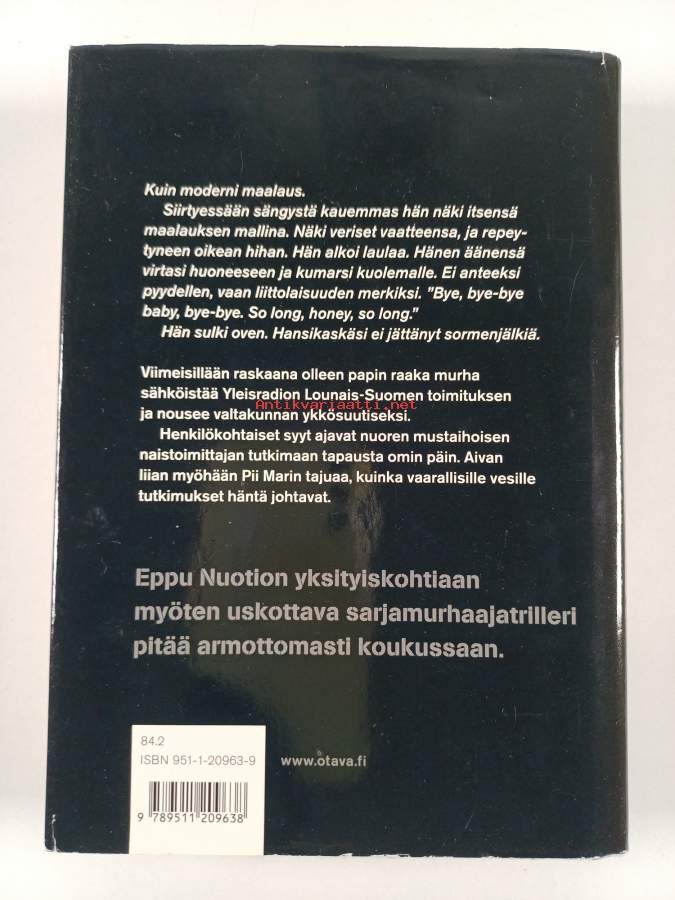 Kuin moderni maalaus.
Siirtyessään sängystä kauemmas hän näki itsensä
maalauksen mallina. Näki veriset vaatteensa, ja repey-
tyneen oikean hihan. Hän alkoi laulaa. Hänen äänensä
virtasi huoneeseen ja kumarsi kuolemalle. Ei anteeksi
pyydellen, vaan liittolaisuuden merkiksi. "Bye, bye-bye
baby, bye-bye. So long, honey, so long."
Hän sulki oven. Hansikaskäsi ei jättänyt sormenjälkiä.
Viimeisillään raskaana olleen papin raaka murha
sähköistää Yleisradion Lounais-Suomen toimituksen
Antikvariaatti.net
ja nousee valtakunnan ykkösuutiseksi.
Henkilökohtaiset syyt ajavat nuoren mustaihoisen
naistoimittajan tutkimaan tapausta omin päin. Aivan
liian myöhään Pii Marin tajuaa, kuinka vaarallisille vesille
tutkimukset häntä johtavat.
Eppu Nuotion yksityiskohtiaan
myöten uskottava sarjamurhaajatrilleri
pitää armottomasti koukussaan.
84.2
ISBN 951-1-20963-9
www.otava.fi
9 789511 209638